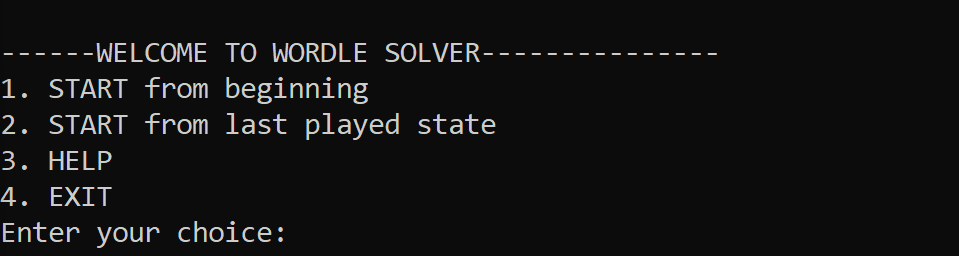 ------WELCOME TO WORDLE SOLVER---------------
1. START from beginning
2. START from last played state
3. HELP
4. EXIT
Enter your choice: